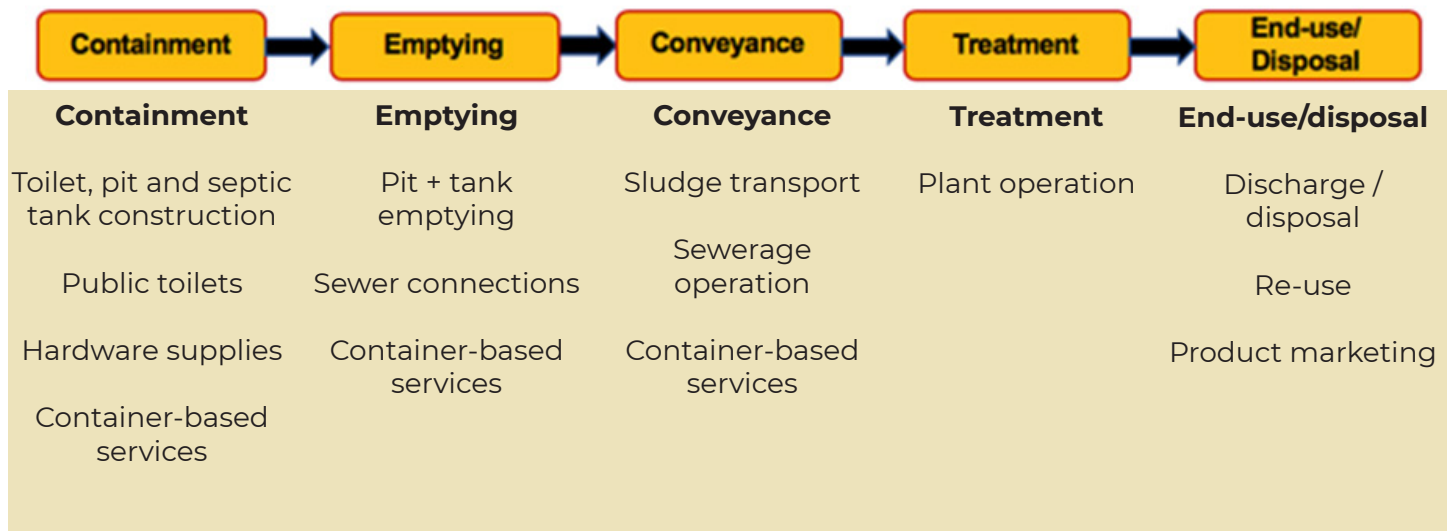 Containment
Emptying
Conveyance
Treatment
End-use/
Disposal
Containment
Toilet, pit and septic
tank construction
Public toilets
Hardware supplies
Container-based
services
Emptying
Pit + tank
emptying
Sewer connections
Container-based
services
Conveyance
Sludge transport
Sewerage
operation
Container-based
services
Treatment
Plant operation
End-use/disposal
Discharge /
disposal
Re-use
Product marketing